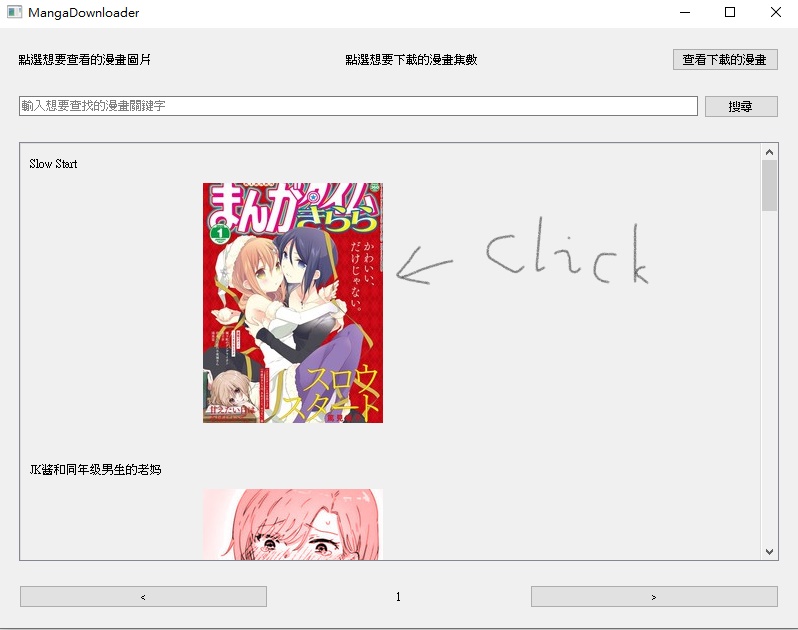 MangaDownloader
點選想要查看的漫畫圖片
點選想要下載的漫畫集數
查看下載的漫畫
輸入想要查找的漫畫關鍵字
搜尋
Slow Start
まんがタイム
きらら
1
かわいい、
だけじゃない。
スロウ
スタート
Click
JK醬和同年级男生的老妈
<
1
>